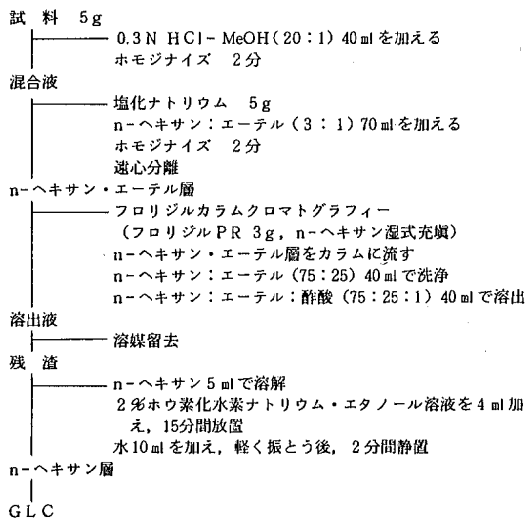 試料 5g
0.3N HCl-MeOH(20:1)40mlを加える
ホモジナイズ 2分
混合液
塩化ナトリウム 5g
n-ヘキサン:エーテル(3:1)70mlを加える
ホモジナイズ 2分
遠心分離
n-ヘキサン・エーテル層
フロリジルカラムクロマトグラフィー
(フロリジルPR 3g,n-ヘキサン湿式充塡)
n-ヘキサン・エーテル層をカラムに流す
n-ヘキサン:エーテル(75:25)40mlで洗浄
n-ヘキサン:エーテル:酢酸(75:25:1)40mlで溶出
溶出液
溶媒留去
残渣
n-ヘキサン5mlで溶解
2%ホウ素化水素ナトリウム・エタノール溶液を4ml加
え,15分間放置
水10mlを加え,軽く振とう後,2分間静置
n-ヘキサン層
GLC